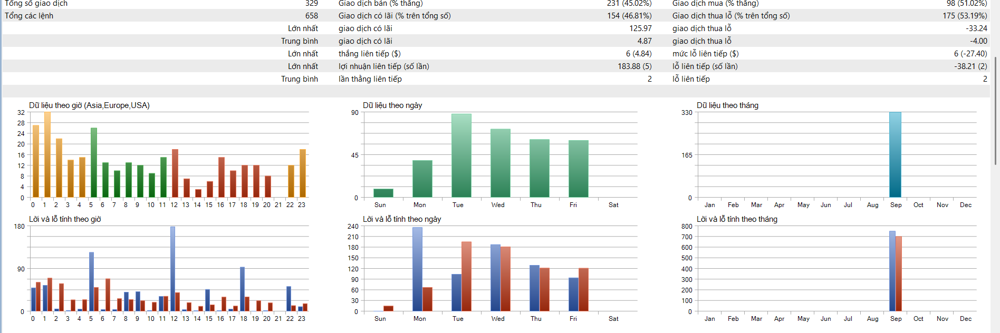 Tổng số giao dịch 329 Giao dịch bán (% thắng) 231 (45.02%) Giao dịch mua (% thắng) 98 (51.02%)
Tổng các lệnh 658 Giao dịch có lãi (% trên tổng số) 154 (46.81%) Giao dịch thua lỗ (% trên tổng số) 175 (53.19%)
Lớn nhất giao dịch có lãi 125.97 giao dịch thua lỗ -33.24
Trung bình giao dịch có lãi 4.87 giao dịch thua lỗ -4.00
Lớn nhất thắng liên tiếp ($) 6 (4.84) mức lỗ liên tiếp ($) 6 (-27.40)
Lớn nhất lợi nhuận liên tiếp (số lần) 183.88 (5) lỗ liên tiếp (số lần) -38.21 (2)
Trung bình lần thằng liên tiếp 2 lỗ liên tiếp 2
Dữ liệu theo giờ (Asia,Europe,USA)
32
28
24
20
16
12
8
4
0
0 1 2 3 4 5 6 7 8 9 10 11 12 13 14 15 16 17 18 19 20 21 22 23
Dữ liệu theo ngày
90
45
0
Sun Mon Tue Wed Thu Fri Sat
Dữ liệu theo tháng
330
165
0
Jan Feb Mar Apr May Jun Jul Aug Sep Oct Nov Dec
Lời và lỗ tính theo giờ
180
90
0
0 1 2 3 4 5 6 7 8 9 10 11 12 13 14 15 16 17 18 19 20 21 22 23
Lời và lỗ tính theo ngày
240
210
180
150
120
90
60
30
0
Sun Mon Tue Wed Thu Fri Sat
Lời và lỗ tính theo tháng
800
700
600
500
400
300
200
100
0
Jan Feb Mar Apr May Jun Jul Aug Sep Oct Nov Dec